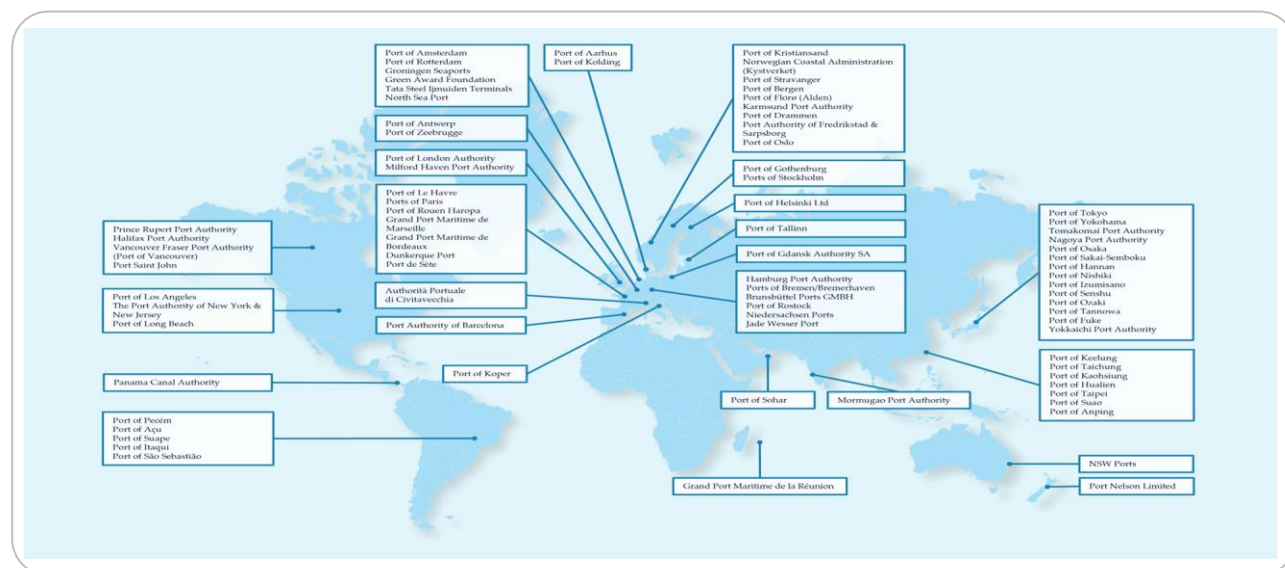 Port of Amsterdam
Port of Rotterdam
Groningen Seaports
Green Award Foundation
Tata Steel Ijmuiden Terminals
North Sea Port
Port of Aarhus
Port of Kolding
Port of Kristiansand
Norwegian Coastal Administration
(Kystverket)
Port of Stravanger
Port of Bergen
Port of Florø (Alden)
Karmsund Port Authority
Port of Drammen
Port Authority of Fredrikstad &
Sarpsborg
Port of Oslo
Port of Antwerp
Port of Zeebrugge
Port of London Authority
Milford Haven Port Authority
Port of Gothenburg
Ports of Stockholm
Port of Le Havre
Ports of Paris
Port of Rouen Haropa
Grand Port Maritime de
Marseille
Grand Port Maritime de
Bordeaux
Dunkerque Port
Port de Sète
Port of Helsinki Ltd
Port of Tallinn
Port of Gdansk Authority SA
Prince Rupert Port Authority
Halifax Port Authority
Vancouver Fraser Port Authority
(Port of Vancouver)
Port Saint John
Port of Tokyo
Port of Yokohama
Tomakomai Port Authority
Nagoya Port Authority
Port of Osaka
Port of Sakai-Semboku
Port of Hannan
Port of Nishiki
Port of Izumisano
Port of Senshu
Port of Ozaki
Port of Tannowa
Port of Fuke
Yokkaichi Port Authority
Port of Los Angeles
The Port Authority of New York &
New Jersey
Port of Long Beach
Authorità Portuale
di Civitavecchia
Hamburg Port Authority
Ports of Bremen/Bremerhaven
Brunsbüttel Ports GMBH
Port of Rostock
Niedersachsen Ports
Jade Wesser Port
Port Authority of Barcelona
Port of Koper
Panama Canal Authority
Port of Sohar
Mormugao Port Authority
Port of Keelung
Port of Taichung
Port of Kaohsiung
Port of Hualien
Port of Taipei
Port of Suao
Port of Anping
Port of Pecém
Port of Açu
Port of Suape
Port of Itaqui
Port of São Sebastião
Grand Port Maritime de la Réunion
NSW Ports
Port Nelson Limited